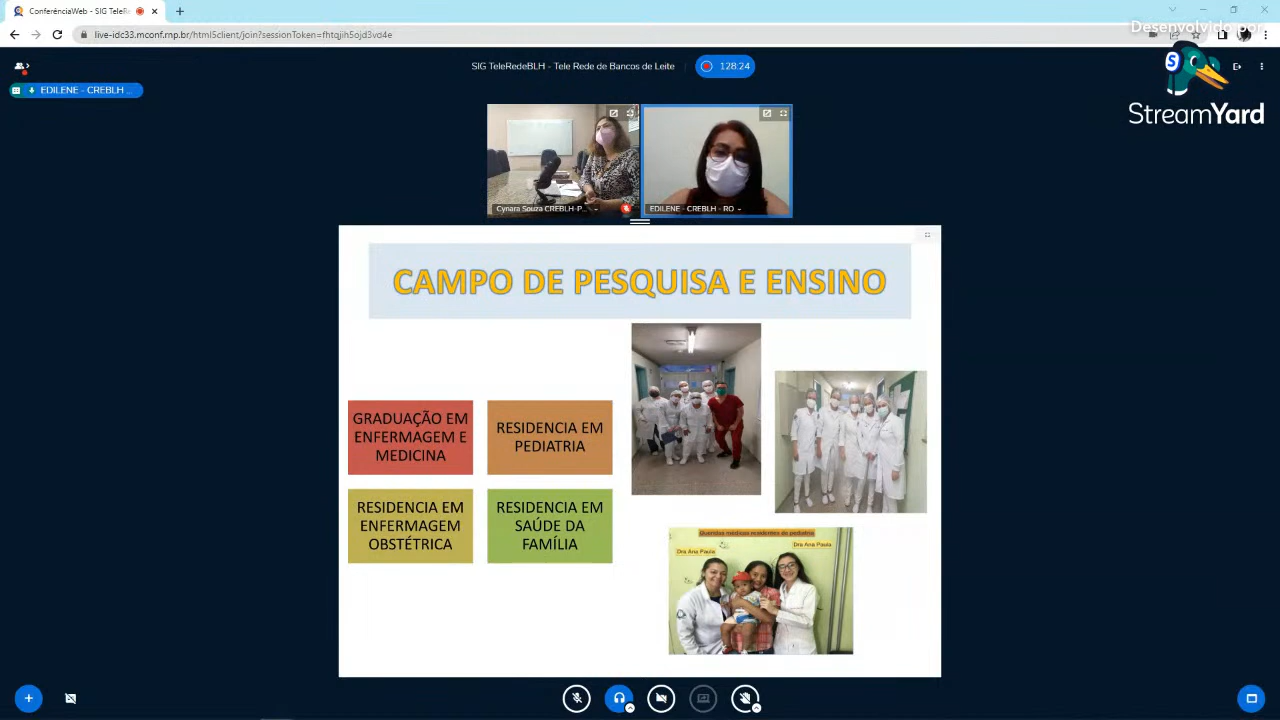 ConferênciaWeb - SIG TeleR
Desenvolvido por
live-idc33.mconf.rnp.br/html5client/join?sessionToken=fhtqjih5ojd3vd4e
SIG TeleRedeBLH - Tele Rede de Bancos de Leite
128:24
StreamYard
EDILENE - CREBLH ...
Cynara Souza CREBLH-P...
EDILENE - CREBLH - RO
CAMPO DE PESQUISA E ENSINO
GRADUAÇÃO EM
ENFERMAGEM E
MEDICINA
RESIDENCIA EM
PEDIATRIA
RESIDENCIA EM
ENFERMAGEM
OBSTÉTRICA
RESIDENCIA EM
SAÚDE DA
FAMÍLIA
Queridas médicas residentes da pediatria
Dra Ana Paula
Dra Ana Paula